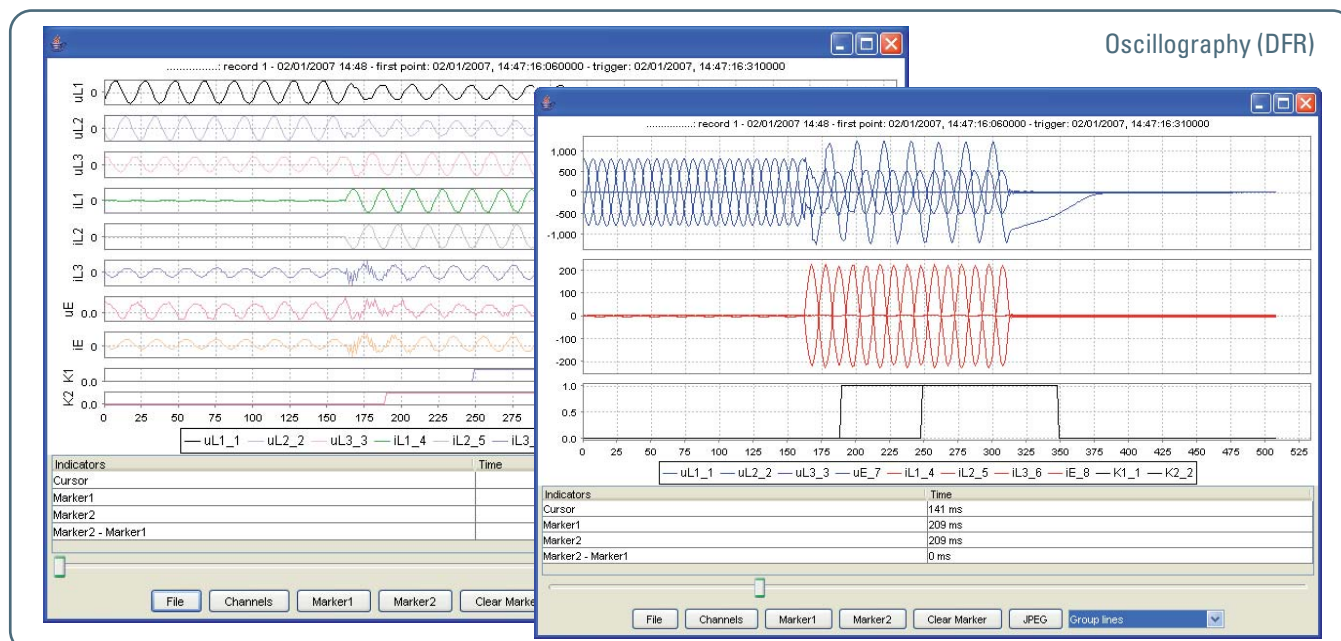 Oscillography (DFR)
..............: record 1 - 02/01/2007 14:48 - first point: 02/01/2007, 14:47:16:060000 - trigger: 02/01/2007, 14:47:16:310000
uL1 0
uL2 0
uL3 0
iL1 0
iL2 0
iL3 0
uE 0.0
iE 0
K1 0.0
K2 0.0
0 25 50 75 100 125 150 175 200 225 250 275
uL1_1 uL2_2 uL3_3 iL1_4 iL2_5 iL3_
Indicators Time
Cursor
Marker1
Marker2
Marker2 - Marker1
File Channels Marker1 Marker2 Clear Marke
..............: record 1 - 02/01/2007 14:48 - first point: 02/01/2007, 14:47:16:060000 - trigger: 02/01/2007, 14:47:16:310000
1,000
500
0
-500
-1,000
200
100
0
-100
-200
1.0
0.5
0.0
0 25 50 75 100 125 150 175 200 225 250 275 300 325 350 375 400 425 450 475 500 525
uL1_1 uL2_2 uL3_3 uE_7 iL1_4 iL2_5 iL3_6 iE_8 K1_1 K2_2
Indicators Time
Cursor 141 ms
Marker1 209 ms
Marker2 209 ms
Marker2 - Marker1 0 ms
File Channels Marker1 Marker2 Clear Marker JPEG Group lines